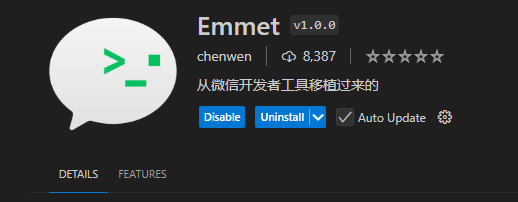 Emmet v1.0.0
chenwen 8,387
从微信开发者工具移植过来的
Disable Uninstall Auto Update
DETAILS FEATURES